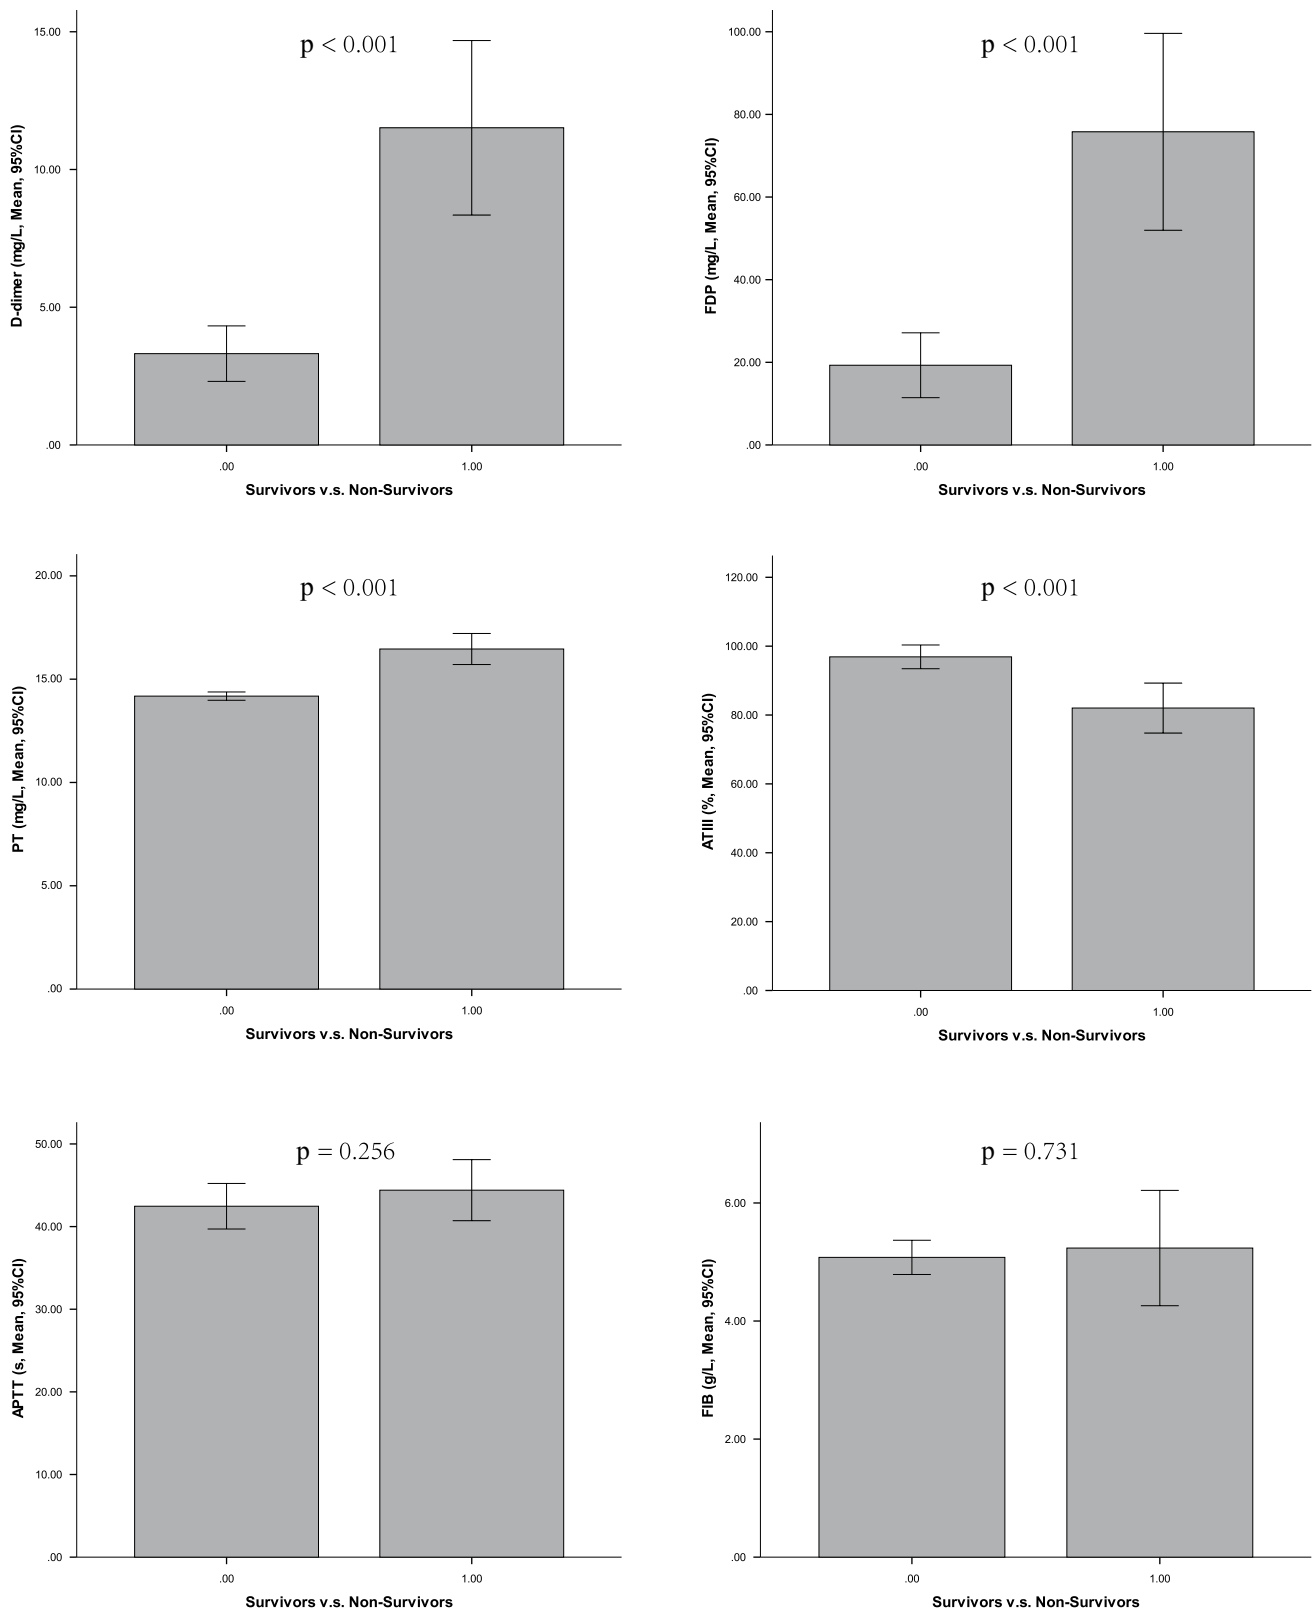 p < 0.001
D-dimer (mg/L, Mean, 95%CI)
15.00
10.00
5.00
.00
.00
1.00
Survivors v.s. Non-Survivors
p < 0.001
FDP (mg/L, Mean, 95%CI)
100.00
80.00
60.00
40.00
20.00
.00
.00
1.00
Survivors v.s. Non-Survivors
p < 0.001
PT (mg/L, Mean, 95%CI)
20.00
15.00
10.00
5.00
.00
.00
1.00
Survivors v.s. Non-Survivors
p < 0.001
ATIII (%, Mean, 95%CI)
120.00
100.00
80.00
60.00
40.00
20.00
.00
.00
1.00
Survivors v.s. Non-Survivors
p = 0.256
APTT (s, Mean, 95%CI)
50.00
40.00
30.00
20.00
10.00
.00
.00
1.00
Survivors v.s. Non-Survivors
p = 0.731
FIB (g/L, Mean, 95%CI)
6.00
4.00
2.00
.00
.00
1.00
Survivors v.s. Non-Survivors